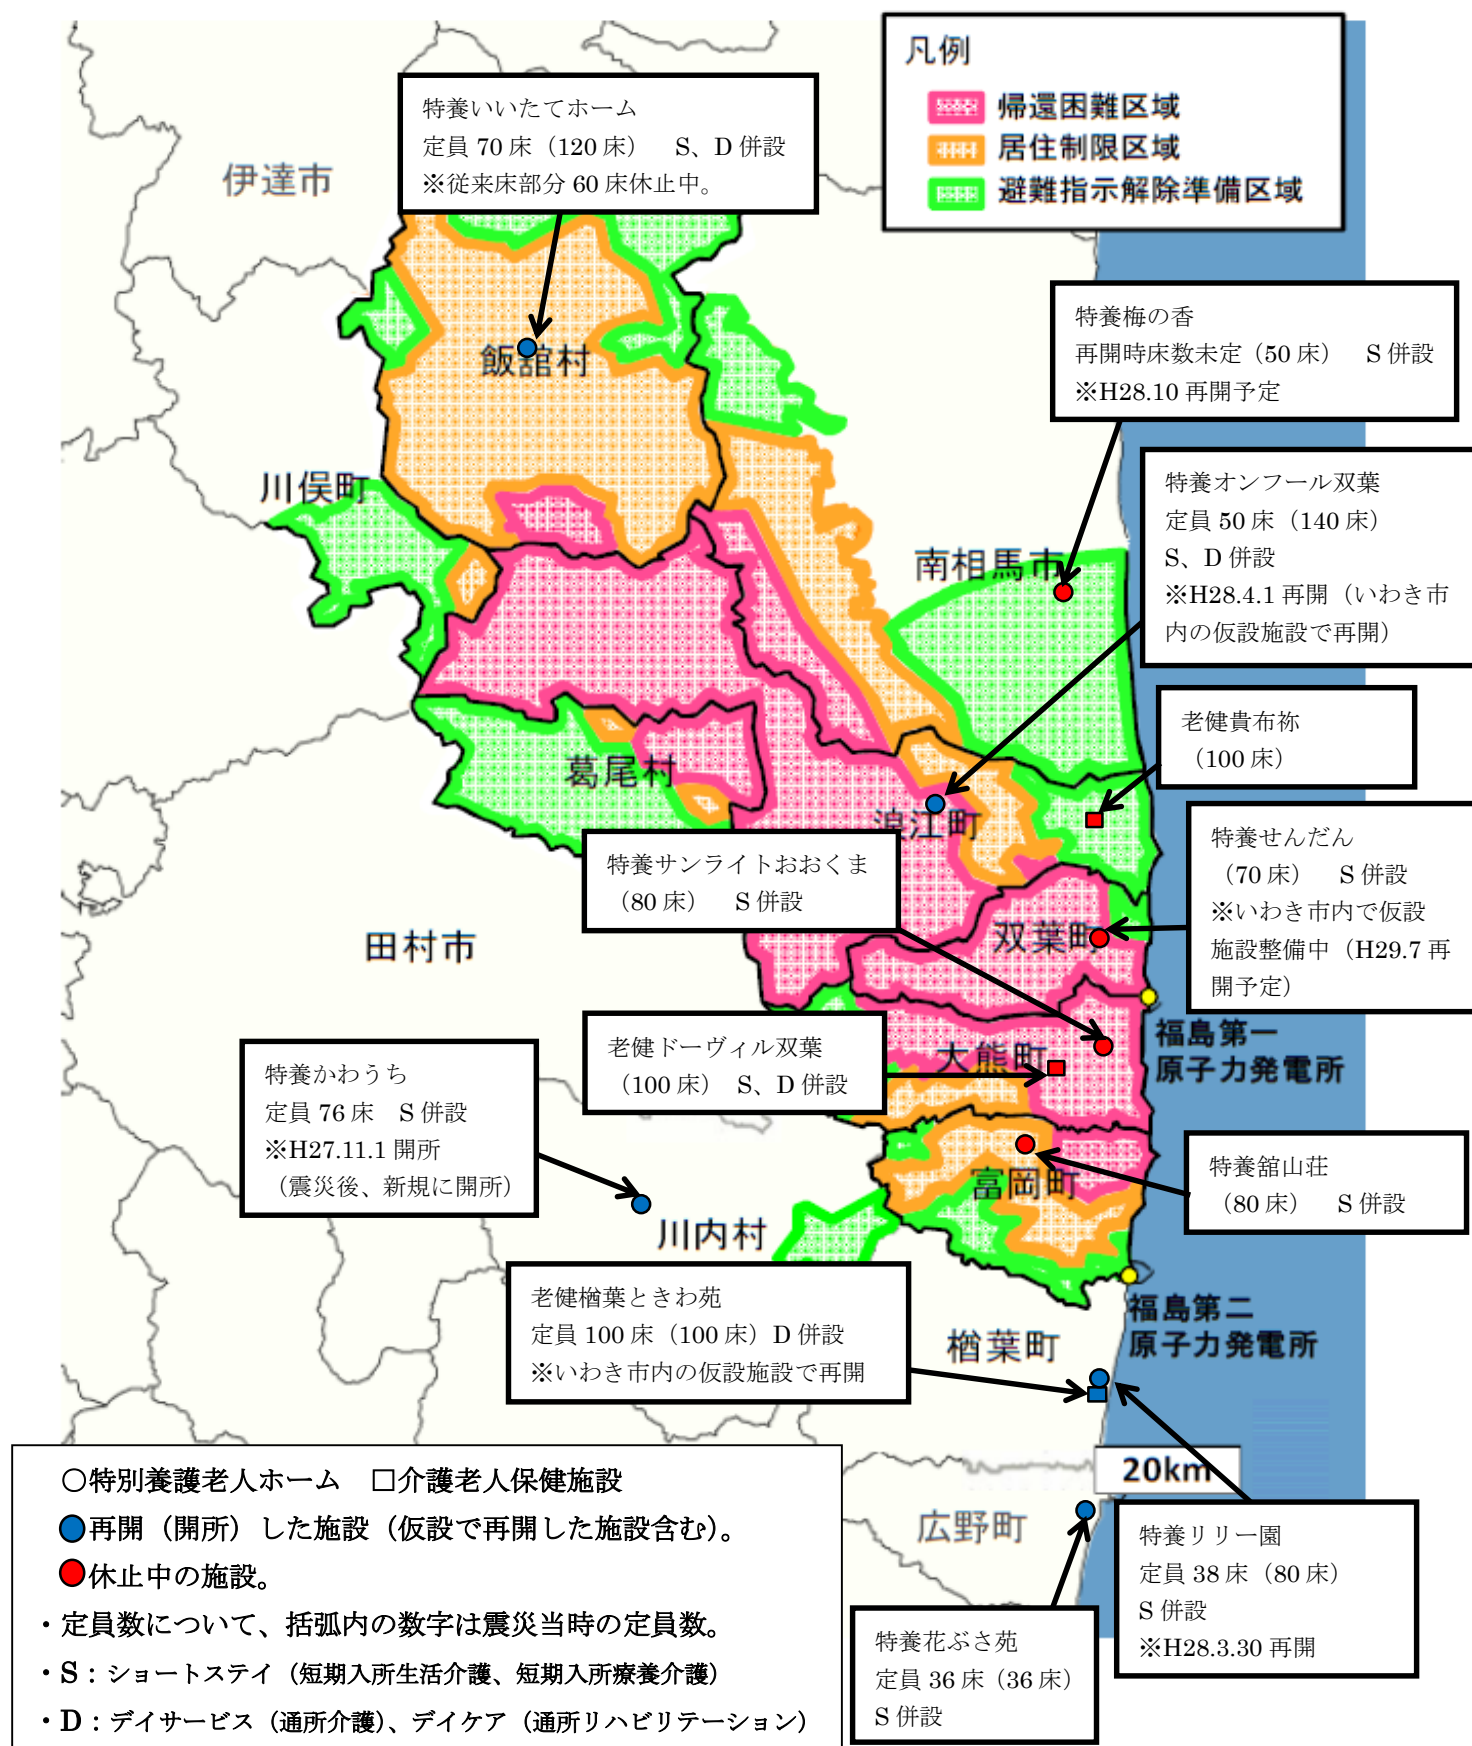 凡例
帰還困難区域
居住制限区域
避難指示解除準備区域
特養いいたてホーム
定員 70 床（120 床）　S、D 併設
※従来床部分 60 床休止中。
伊達市
特養梅の香
再開時床数未定（50 床）　S 併設
※H28.10 再開予定
飯舘村
川俣町
特養オンフール双葉
定員 50 床（140 床）
S、D 併設
※H28.4.1 再開（いわき市
内の仮設施設で再開）
南相馬市
老健貴布祢
（100 床）
葛尾村
浪江町
特養せんだん
（70 床）　S 併設
※いわき市内で仮設
施設整備中（H29.7 再
開予定）
特養サンライトおおくま
（80 床）　S 併設
田村市
双葉町
福島第一
原子力発電所
老健ドーヴィル双葉
（100 床）　S、D 併設
大熊町
特養かわうち
定員 76 床　S 併設
※H27.11.1 開所
（震災後、新規に開所）
特養舘山荘
（80 床）　S 併設
富岡町
川内村
老健楢葉ときわ苑
定員 100 床（100 床）D 併設
※いわき市内の仮設施設で再開
福島第二
原子力発電所
楢葉町
20km
○特別養護老人ホーム　□介護老人保健施設
再開（開所）した施設（仮設で再開した施設含む）。
休止中の施設。
・定員数について、括弧内の数字は震災当時の定員数。
・S：ショートステイ（短期入所生活介護、短期入所療養介護）
・D：デイサービス（通所介護）、デイケア（通所リハビリテーション）
広野町
特養リリー園
定員 38 床（80 床）
S 併設
※H28.3.30 再開
特養花ぶさ苑
定員 36 床（36 床）
S 併設